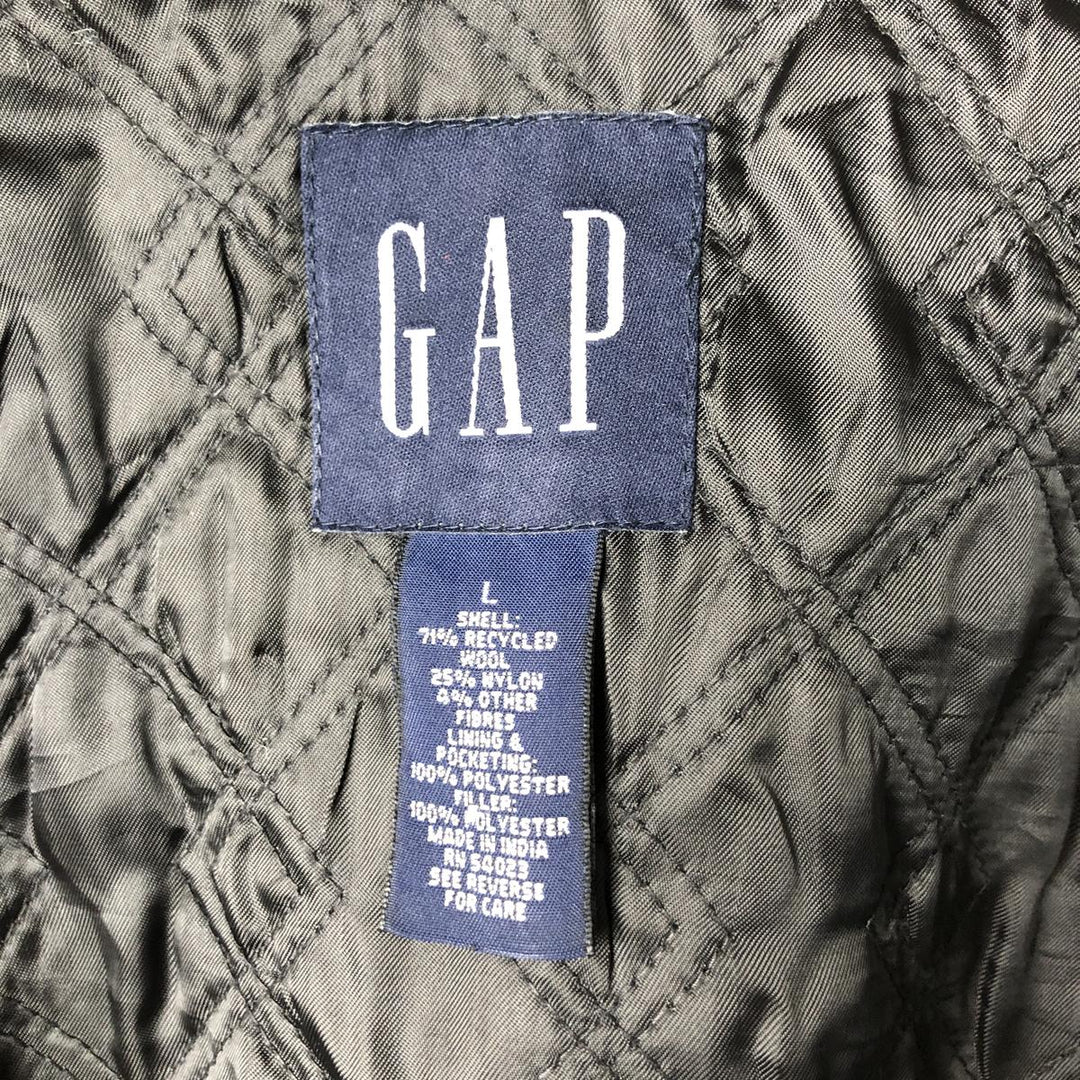 GAP
L
SHELL:
71% RECYCLED
WOOL
25% NYLON
4% OTHER
FIBRES
LINING &
POCKETING:
100% POLYESTER
FILLER:
100% POLYESTER
MADE IN INDIA
RN 54023
SEE REVERSE
FOR CARE